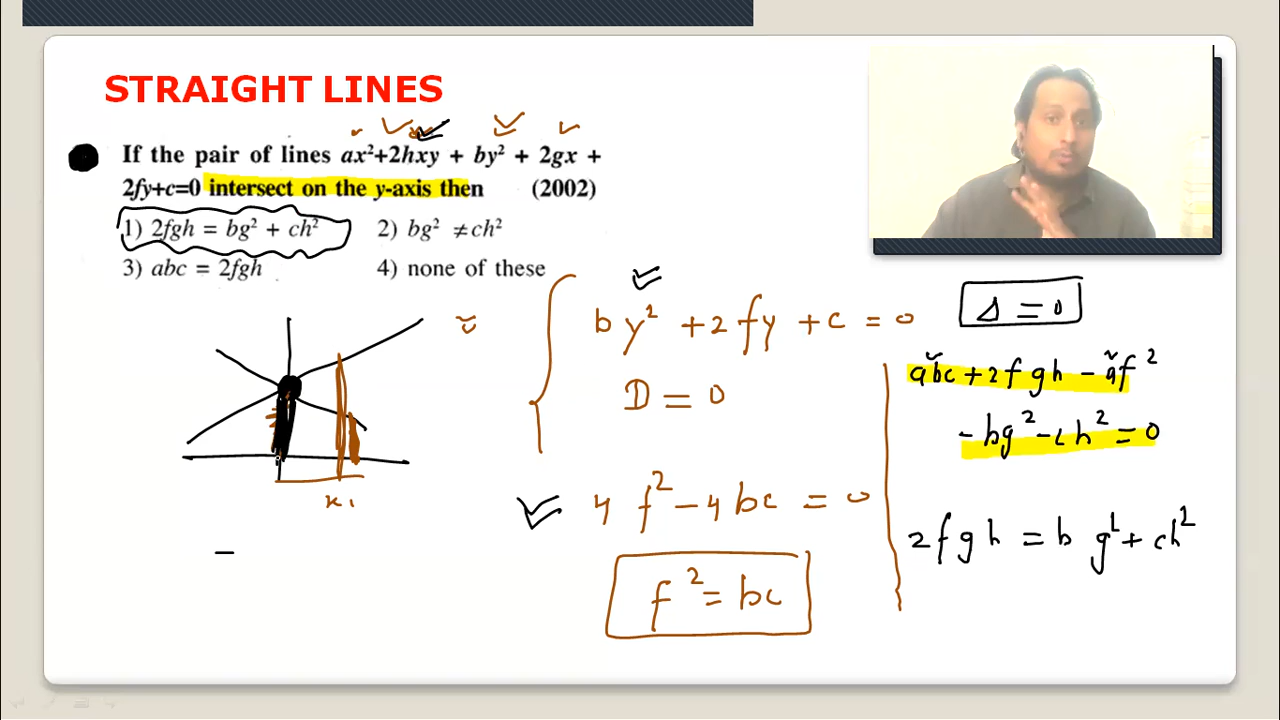 STRAIGHT LINES
If the pair of lines ax²+2hxy + by² + 2gx +
2fy+c=0 intersect on the y-axis then (2002)
1) 2fgh = bg² + ch² 2) bg² ≠ch²
3) abc = 2fgh 4) none of these
by² + 2fy + c = 0
D = 0
4f² - 4bc = 0
f² = bc
Δ = 0
abc + 2fgh - af²
- bg² - ch² = 0
2fgh = bg² + ch²
x₁